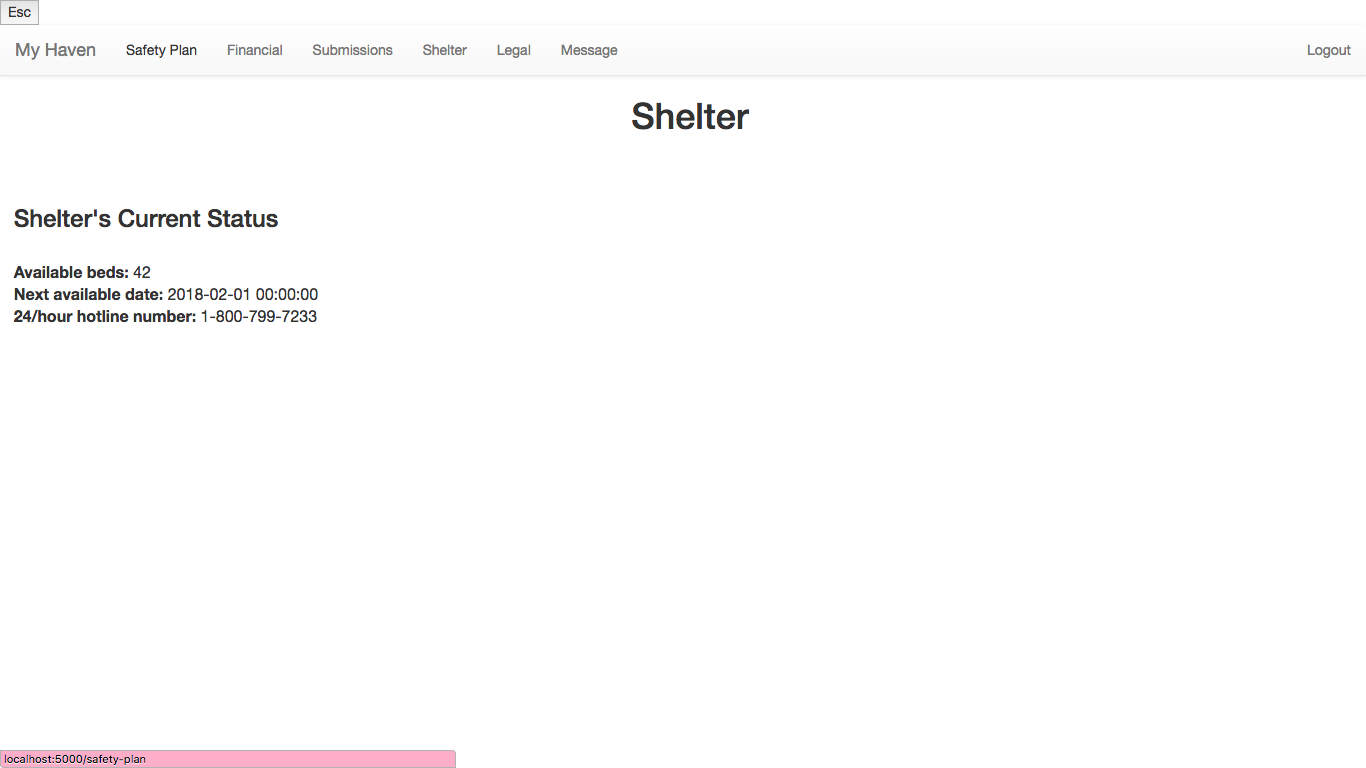 Esc
My Haven Safety Plan Financial Submissions Shelter Legal Message Logout
Shelter
Shelter's Current Status
Available beds: 42
Next available date: 2018-02-01 00:00:00
24/hour hotline number: 1-800-799-7233
localhost:5000/safety-plan